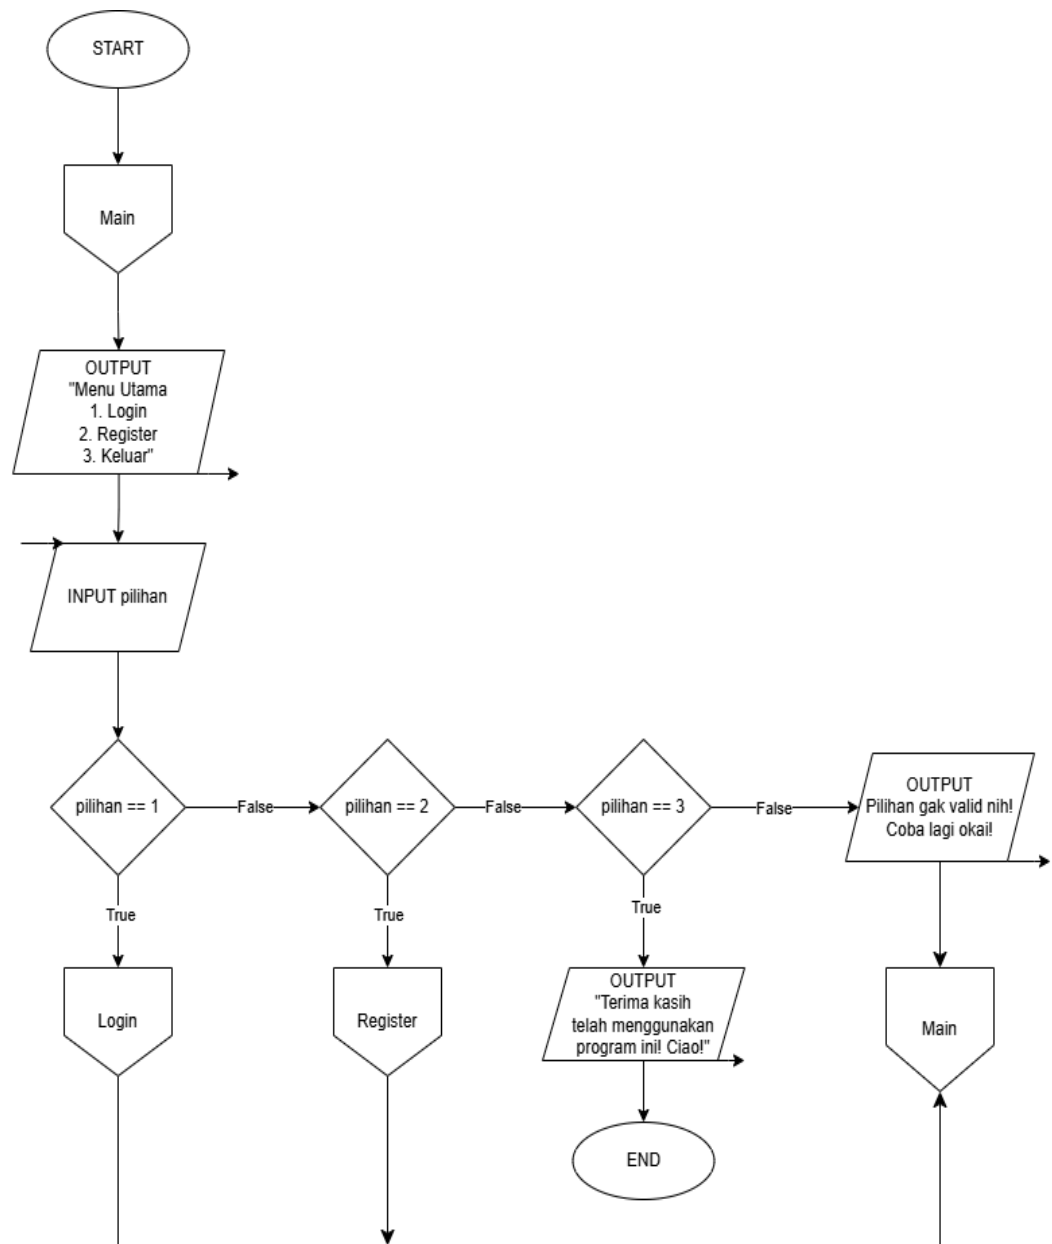 START
Main
OUTPUT
"Menu Utama
1. Login
2. Register
3. Keluar"
INPUT pilihan
pilihan == 1
False
pilihan == 2
False
pilihan == 3
False
OUTPUT
Pilihan gak valid nih!
Coba lagi okai!
True
True
True
Login
Register
OUTPUT
"Terima kasih
telah menggunakan
program ini! Ciao!"
Main
END